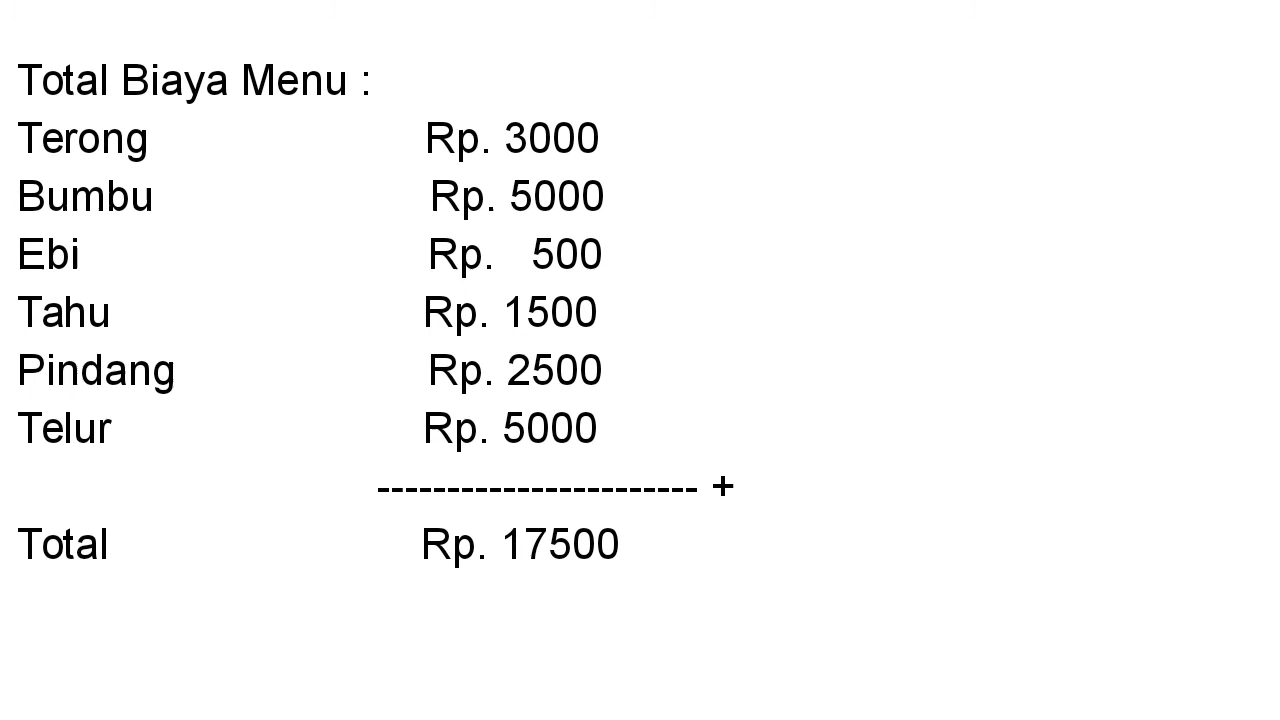 Total Biaya Menu :
Terong Rp. 3000
Bumbu Rp. 5000
Ebi Rp. 500
Tahu Rp. 1500
Pindang Rp. 2500
Telur Rp. 5000
----------------------- +
Total Rp. 17500